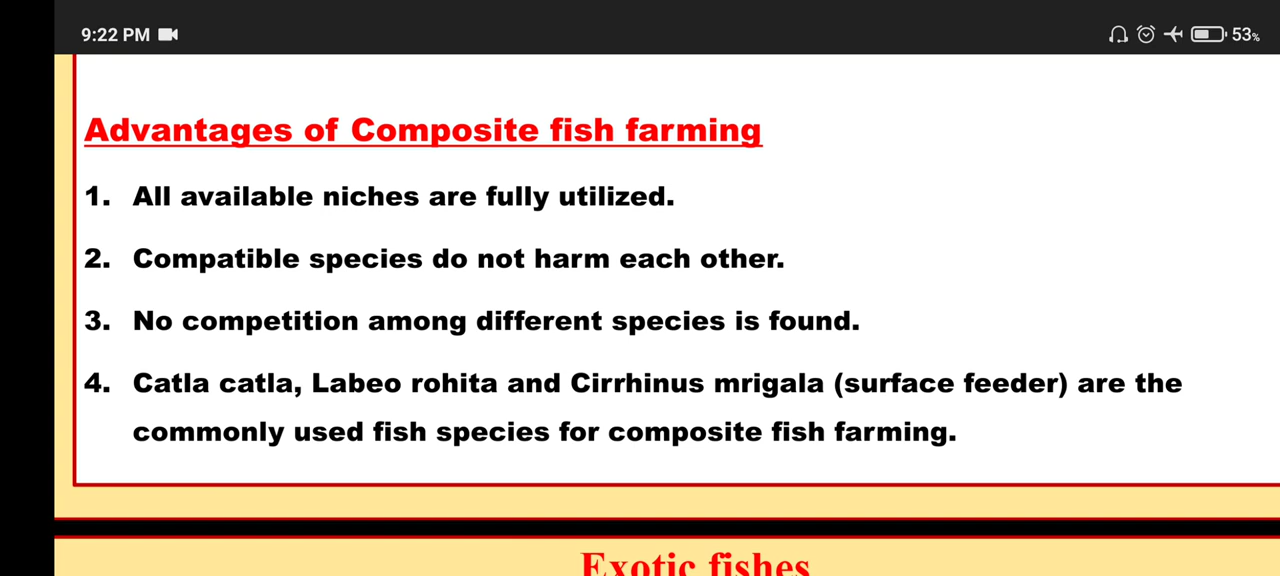 9:22 PM 53%
Advantages of Composite fish farming
1. All available niches are fully utilized.
2. Compatible species do not harm each other.
3. No competition among different species is found.
4. Catla catla, Labeo rohita and Cirrhinus mrigala (surface feeder) are the
commonly used fish species for composite fish farming.
Exotic fishes